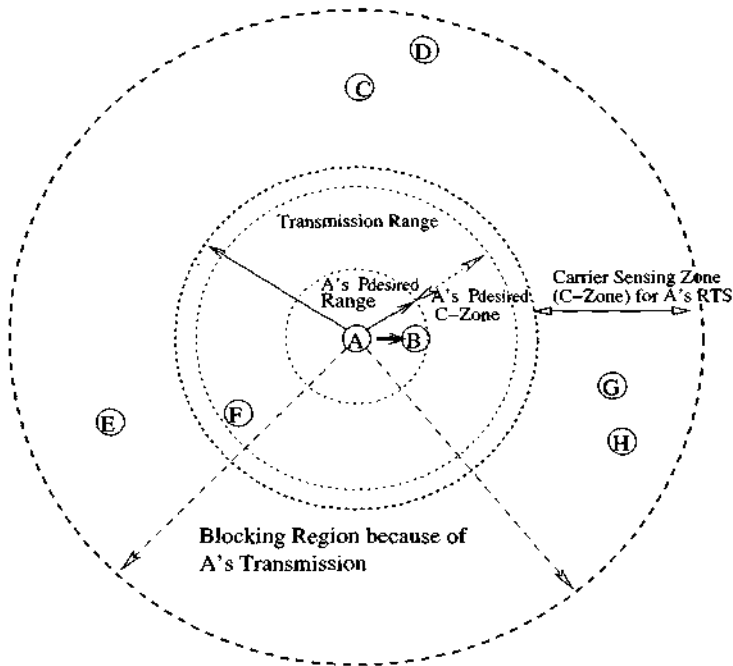 D
C
Transmission Range
A's Pdesired
Range
A's Pdesired
C-Zone
Carrier Sensing Zone
(C-Zone) for A's RTS
A
B
G
F
E
H
Blocking Region because of
A's Transmission